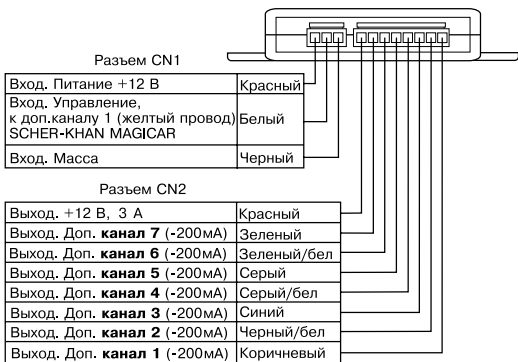 Разъем CN1
Вход. Питание +12 В Красный
Вход. Управление,
к доп.каналу 1 (желтый провод) Белый
SCHER-KHAN MAGICAR
Вход. Масса Черный
Разъем CN2
Выход. +12 В, 3 А Красный
Выход. Доп. канал 7 (-200мА) Зеленый
Выход. Доп. канал 6 (-200мА) Зеленый/бел
Выход. Доп. канал 5 (-200мА) Серый
Выход. Доп. канал 4 (-200мА) Серый/бел
Выход. Доп. канал 3 (-200мА) Синий
Выход. Доп. канал 2 (-200мА) Черный/бел
Выход. Доп. канал 1 (-200мА) Коричневый